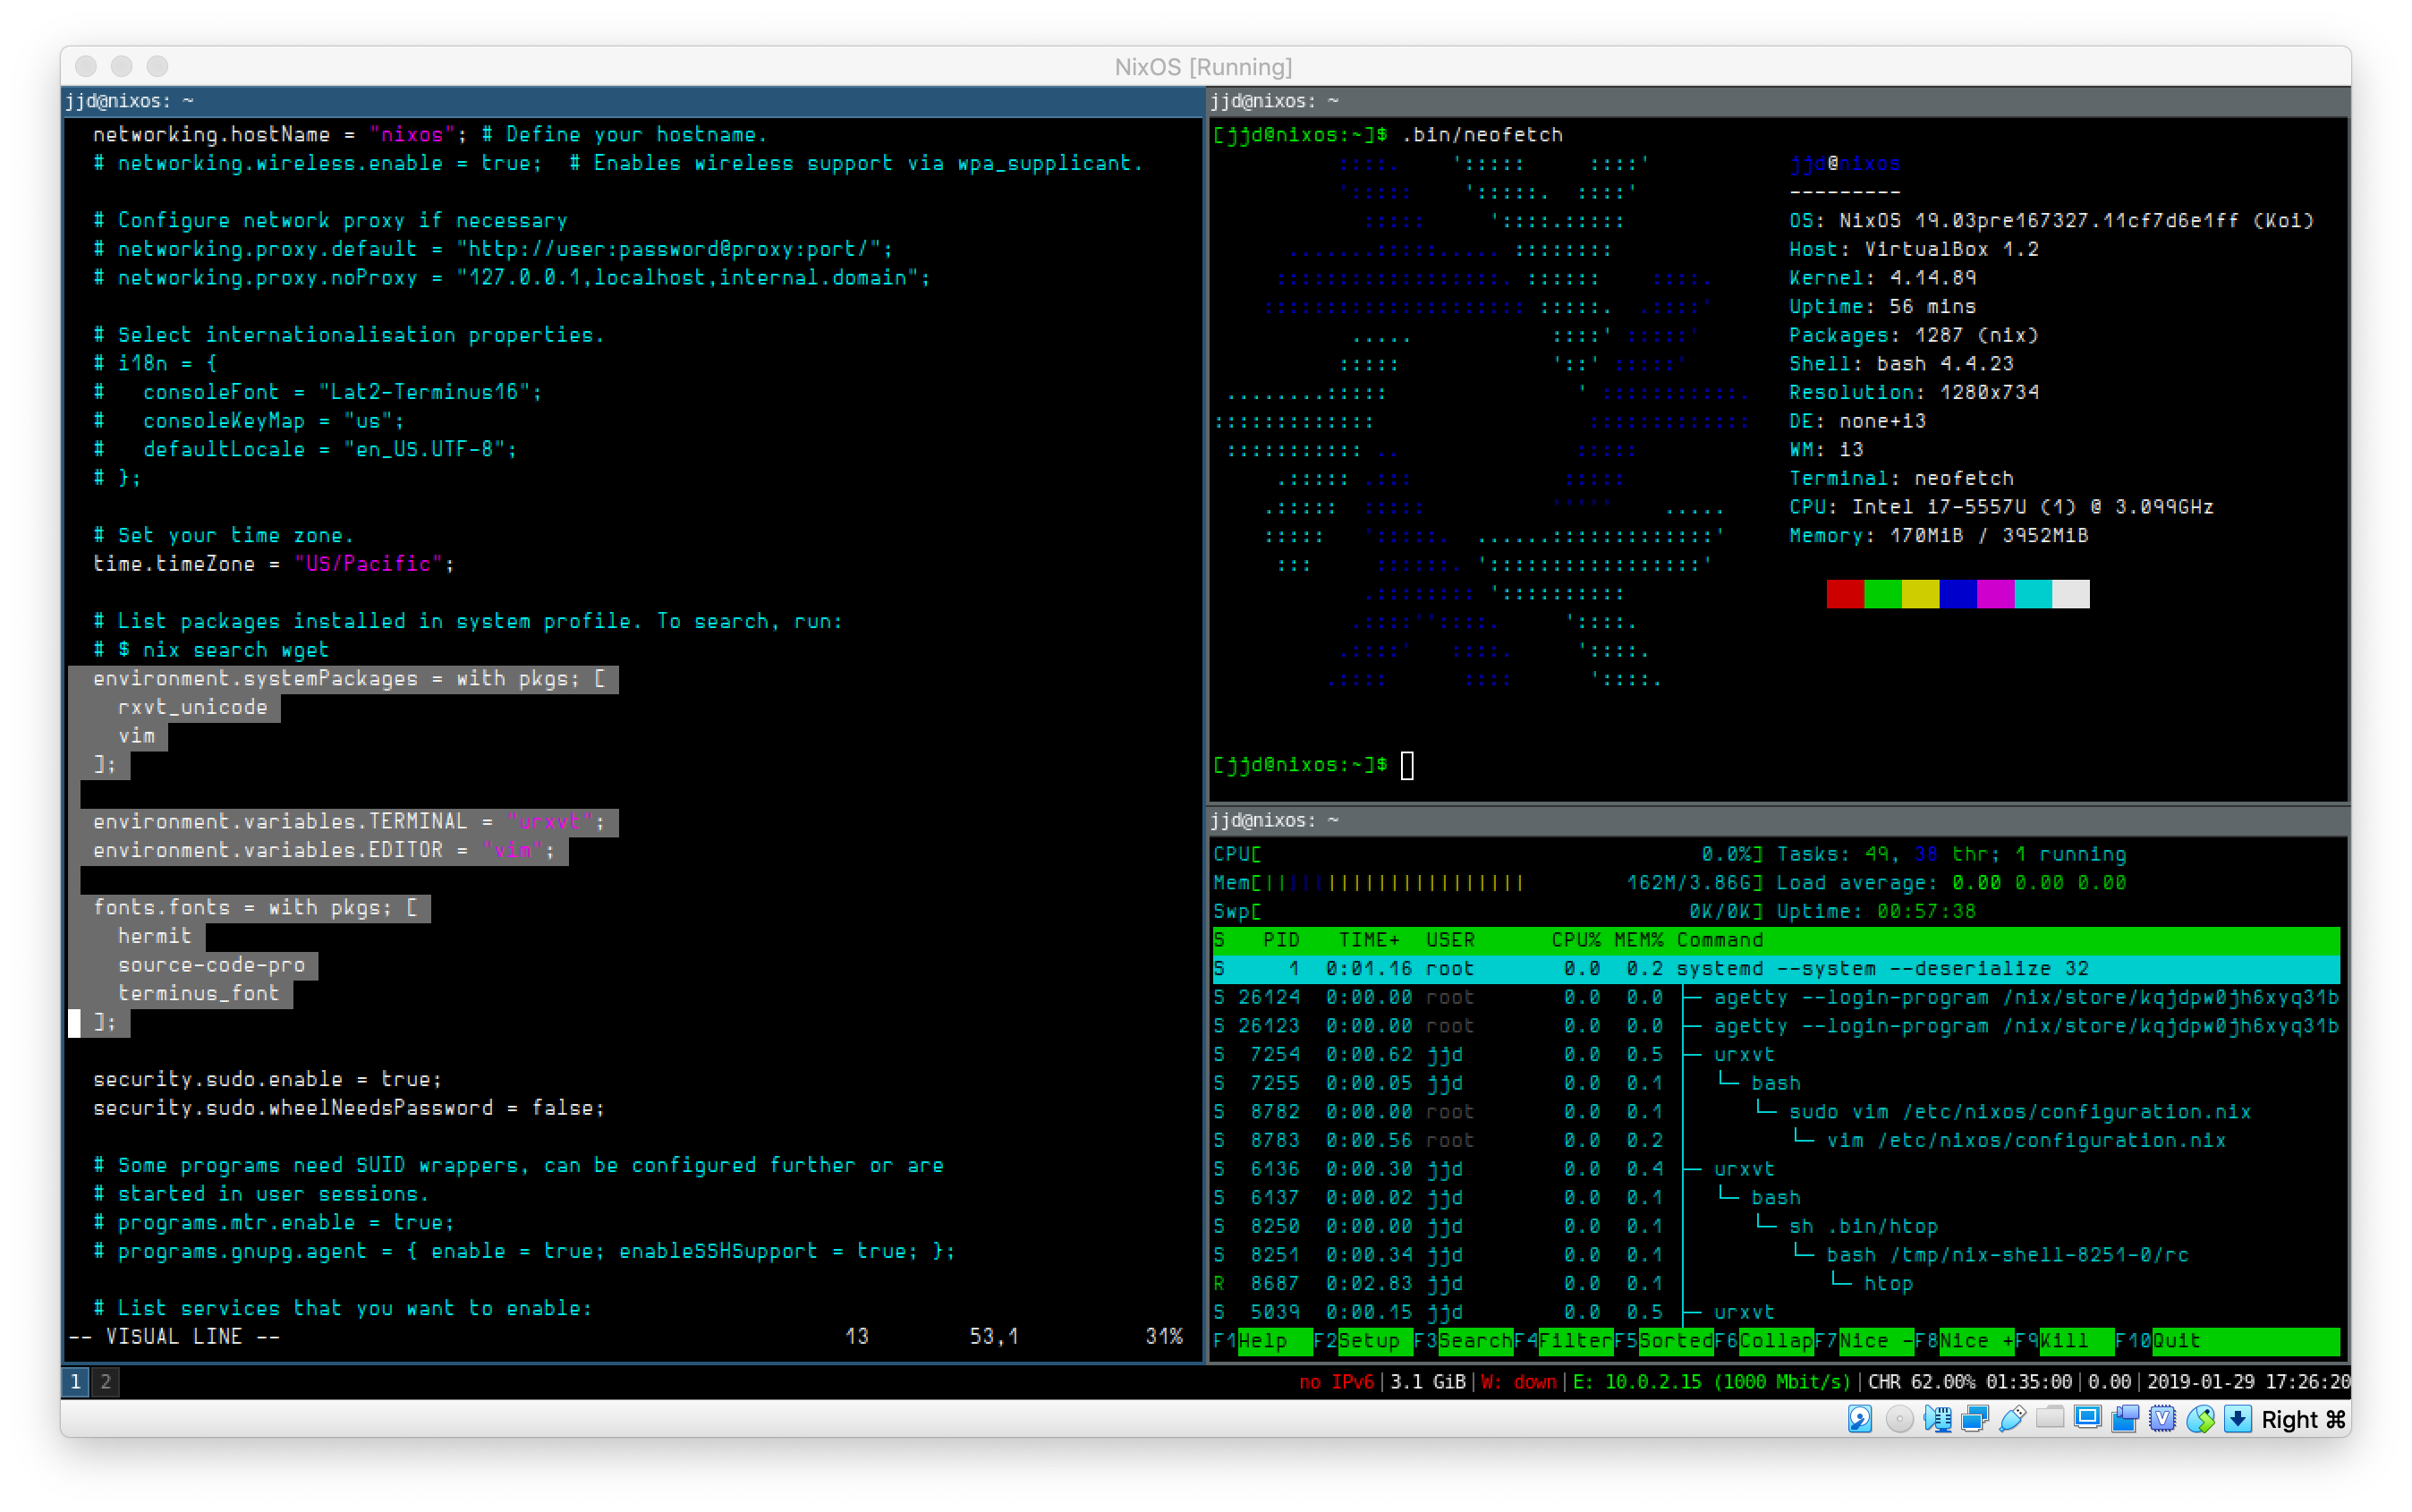 NixOS [Running]
jjd@nixos: ~
networking.hostName = "nixos"; # Define your hostname.
# networking.wireless.enable = true;  # Enables wireless support via wpa_supplicant.
# Configure network proxy if necessary
# networking.proxy.default = "http://user:password@proxy:port/";
# networking.proxy.noProxy = "127.0.0.1,localhost,internal.domain";
# Select internationalisation properties.
# i18n = {
#   consoleFont = "Lat2-Terminus16";
#   consoleKeyMap = "us";
#   defaultLocale = "en_US.UTF-8";
# };
# Set your time zone.
time.timeZone = "US/Pacific";
# List packages installed in system profile. To search, run:
# $ nix search wget
environment.systemPackages = with pkgs; [
rxvt_unicode
vim
];
environment.variables.TERMINAL = "urxvt";
environment.variables.EDITOR = "vim";
fonts.fonts = with pkgs; [
hermit
source-code-pro
terminus_font
];
security.sudo.enable = true;
security.sudo.wheelNeedsPassword = false;
# Some programs need SUID wrappers, can be configured further or are
# started in user sessions.
# programs.mtr.enable = true;
# programs.gnupg.agent = { enable = true; enableSSHSupport = true; };
# List services that you want to enable:
-- VISUAL LINE -- 13 53,1 31%
jjd@nixos: ~
[jjd@nixos:~]$ .bin/neofetch
jjd@nixos
---------
OS: NixOS 19.03pre167327.11cf7d6e1ff (Koi)
Host: VirtualBox 1.2
Kernel: 4.14.89
Uptime: 56 mins
Packages: 1287 (nix)
Shell: bash 4.4.23
Resolution: 1280x734
DE: none+i3
WM: i3
Terminal: neofetch
CPU: Intel i7-5557U (1) @ 3.099GHz
Memory: 170MiB / 3952MiB
[jjd@nixos:~]$
jjd@nixos: ~
CPU[ 0.0%] Tasks: 49, 38 thr; 1 running
Mem[||||||||||||||||||||| 162M/3.86G] Load average: 0.00 0.00 0.00
Swp[ 0K/0K] Uptime: 00:57:38
S PID TIME+ USER CPU% MEM% Command
S 1 0:01.16 root 0.0 0.2 systemd --system --deserialize 32
S 26124 0:00.00 root 0.0 0.0 ├─ agetty --login-program /nix/store/kqjdpw0jh6xyq31b
S 26123 0:00.00 root 0.0 0.0 ├─ agetty --login-program /nix/store/kqjdpw0jh6xyq31b
S 7254 0:00.62 jjd 0.0 0.5 ├─ urxvt
S 7255 0:00.05 jjd 0.0 0.1 │ └─ bash
S 8782 0:00.00 root 0.0 0.1 │ └─ sudo vim /etc/nixos/configuration.nix
S 8783 0:00.56 root 0.0 0.2 │ └─ vim /etc/nixos/configuration.nix
S 6136 0:00.30 jjd 0.0 0.4 ├─ urxvt
S 6137 0:00.02 jjd 0.0 0.1 │ └─ bash
S 8250 0:00.00 jjd 0.0 0.1 │ └─ sh .bin/htop
S 8251 0:00.34 jjd 0.0 0.1 │ └─ bash /tmp/nix-shell-8251-0/rc
R 8687 0:02.83 jjd 0.0 0.1 │ └─ htop
S 5039 0:00.15 jjd 0.0 0.5 ├─ urxvt
F1Help F2Setup F3SearchF4FilterF5SortedF6CollapF7Nice -F8Nice +F9Kill F10Quit
1 2 no IPv6|3.1 GiB|W: down|E: 10.0.2.15 (1000 Mbit/s)|CHR 62.00% 01:35:00|0.00|2019-01-29 17:26:20
Right ⌘